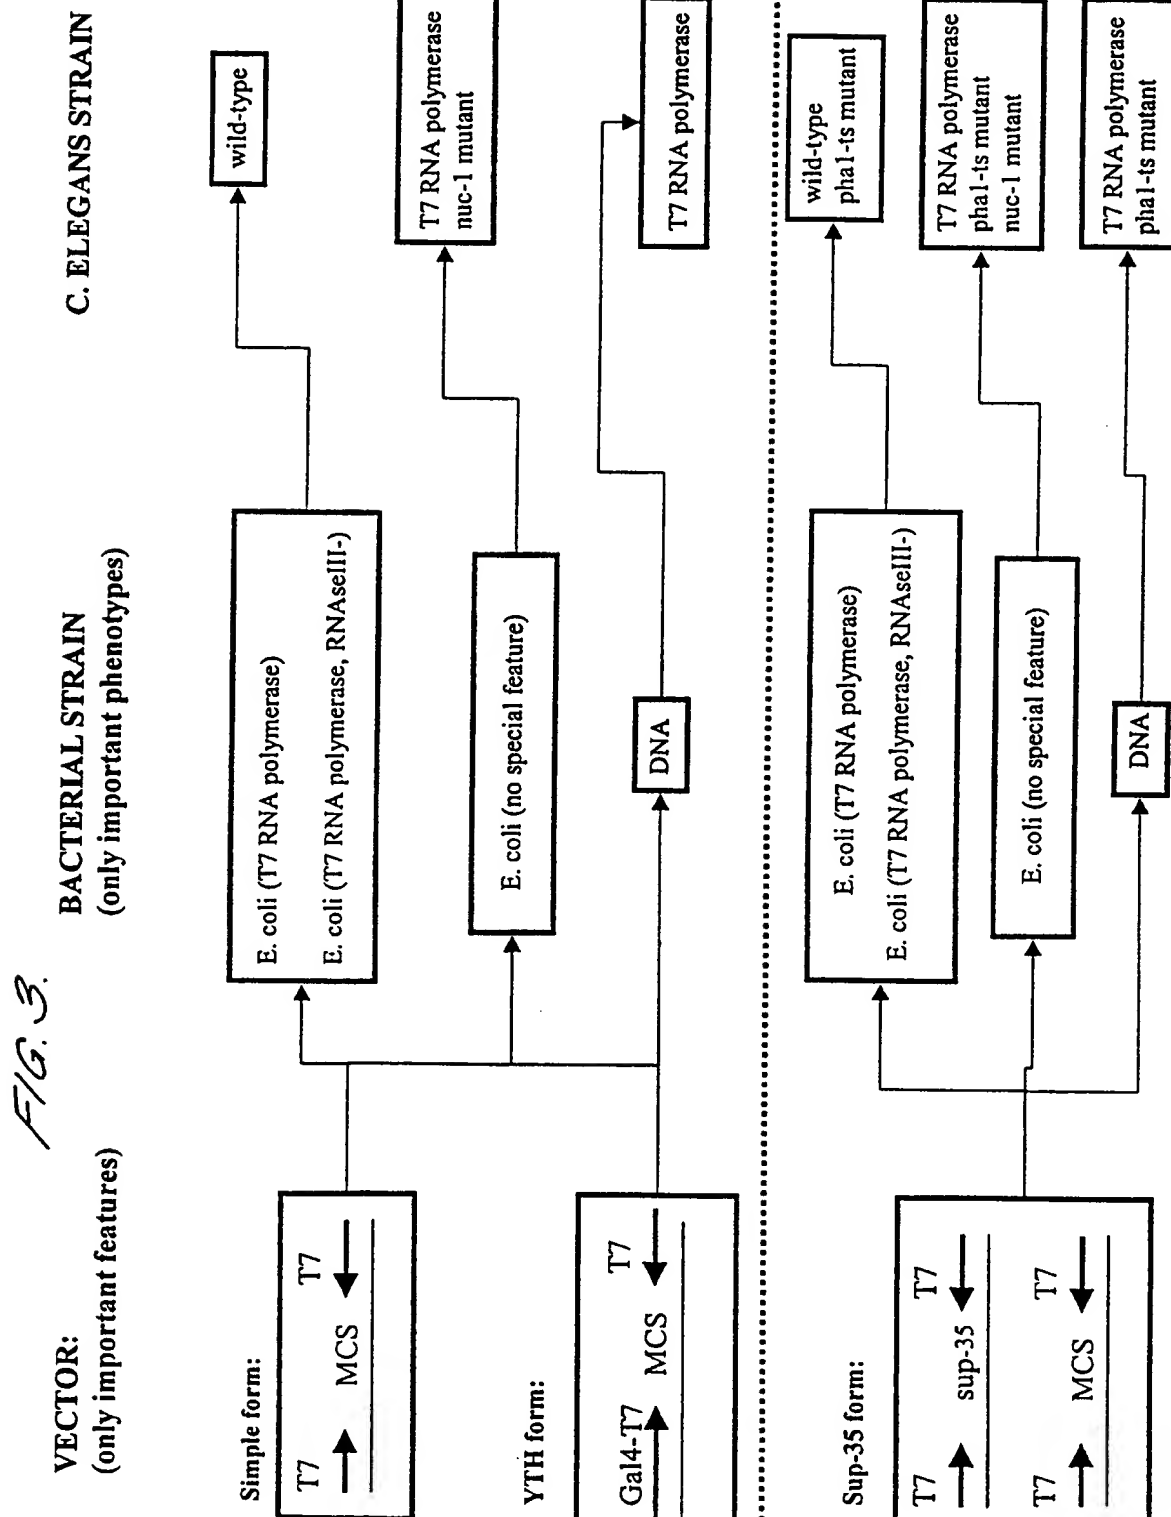 FIG. 3.
VECTOR:
(only important features)
BACTERIAL STRAIN
(only important phenotypes)
C. ELEGANS STRAIN
Simple form:
T7 T7
MCS
E. coli (T7 RNA polymerase)
E. coli (T7 RNA polymerase, RNAseIII-)
wild-type
E. coli (no special feature)
T7 RNA polymerase
nuc-1 mutant
YTH form:
Gal4-T7 T7
MCS
DNA
T7 RNA polymerase
Sup-35 form:
T7 T7
sup-35
T7 T7
MCS
E. coli (T7 RNA polymerase)
E. coli (T7 RNA polymerase, RNAseIII-)
wild-type
pha1-ts mutant
E. coli (no special feature)
T7 RNA polymerase
pha1-ts mutant
nuc-1 mutant
DNA
T7 RNA polymerase
pha1-ts mutant